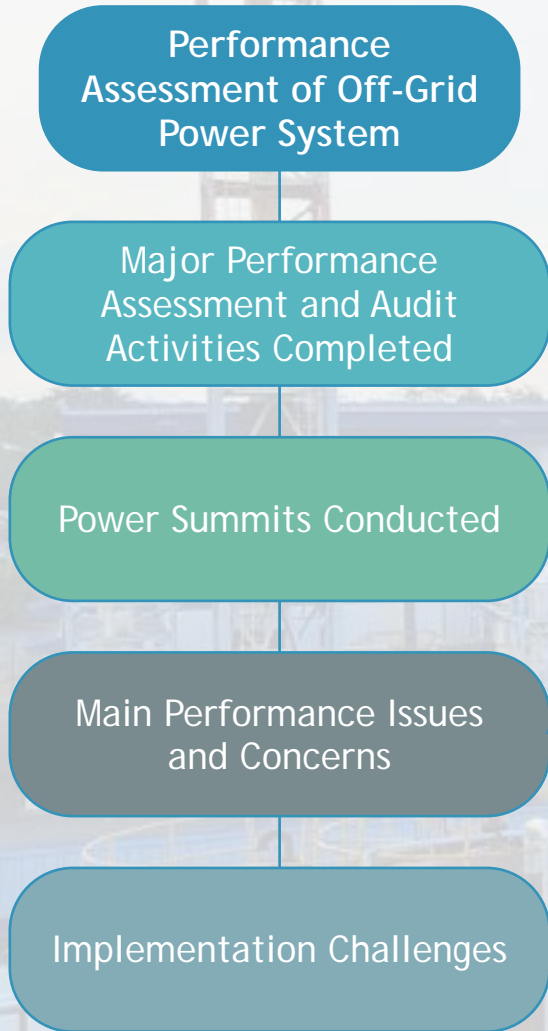 Performance
Assessment of Off-Grid
Power System
Major Performance
Assessment and Audit
Activities Completed
Power Summits Conducted
Main Performance Issues
and Concerns
Implementation Challenges